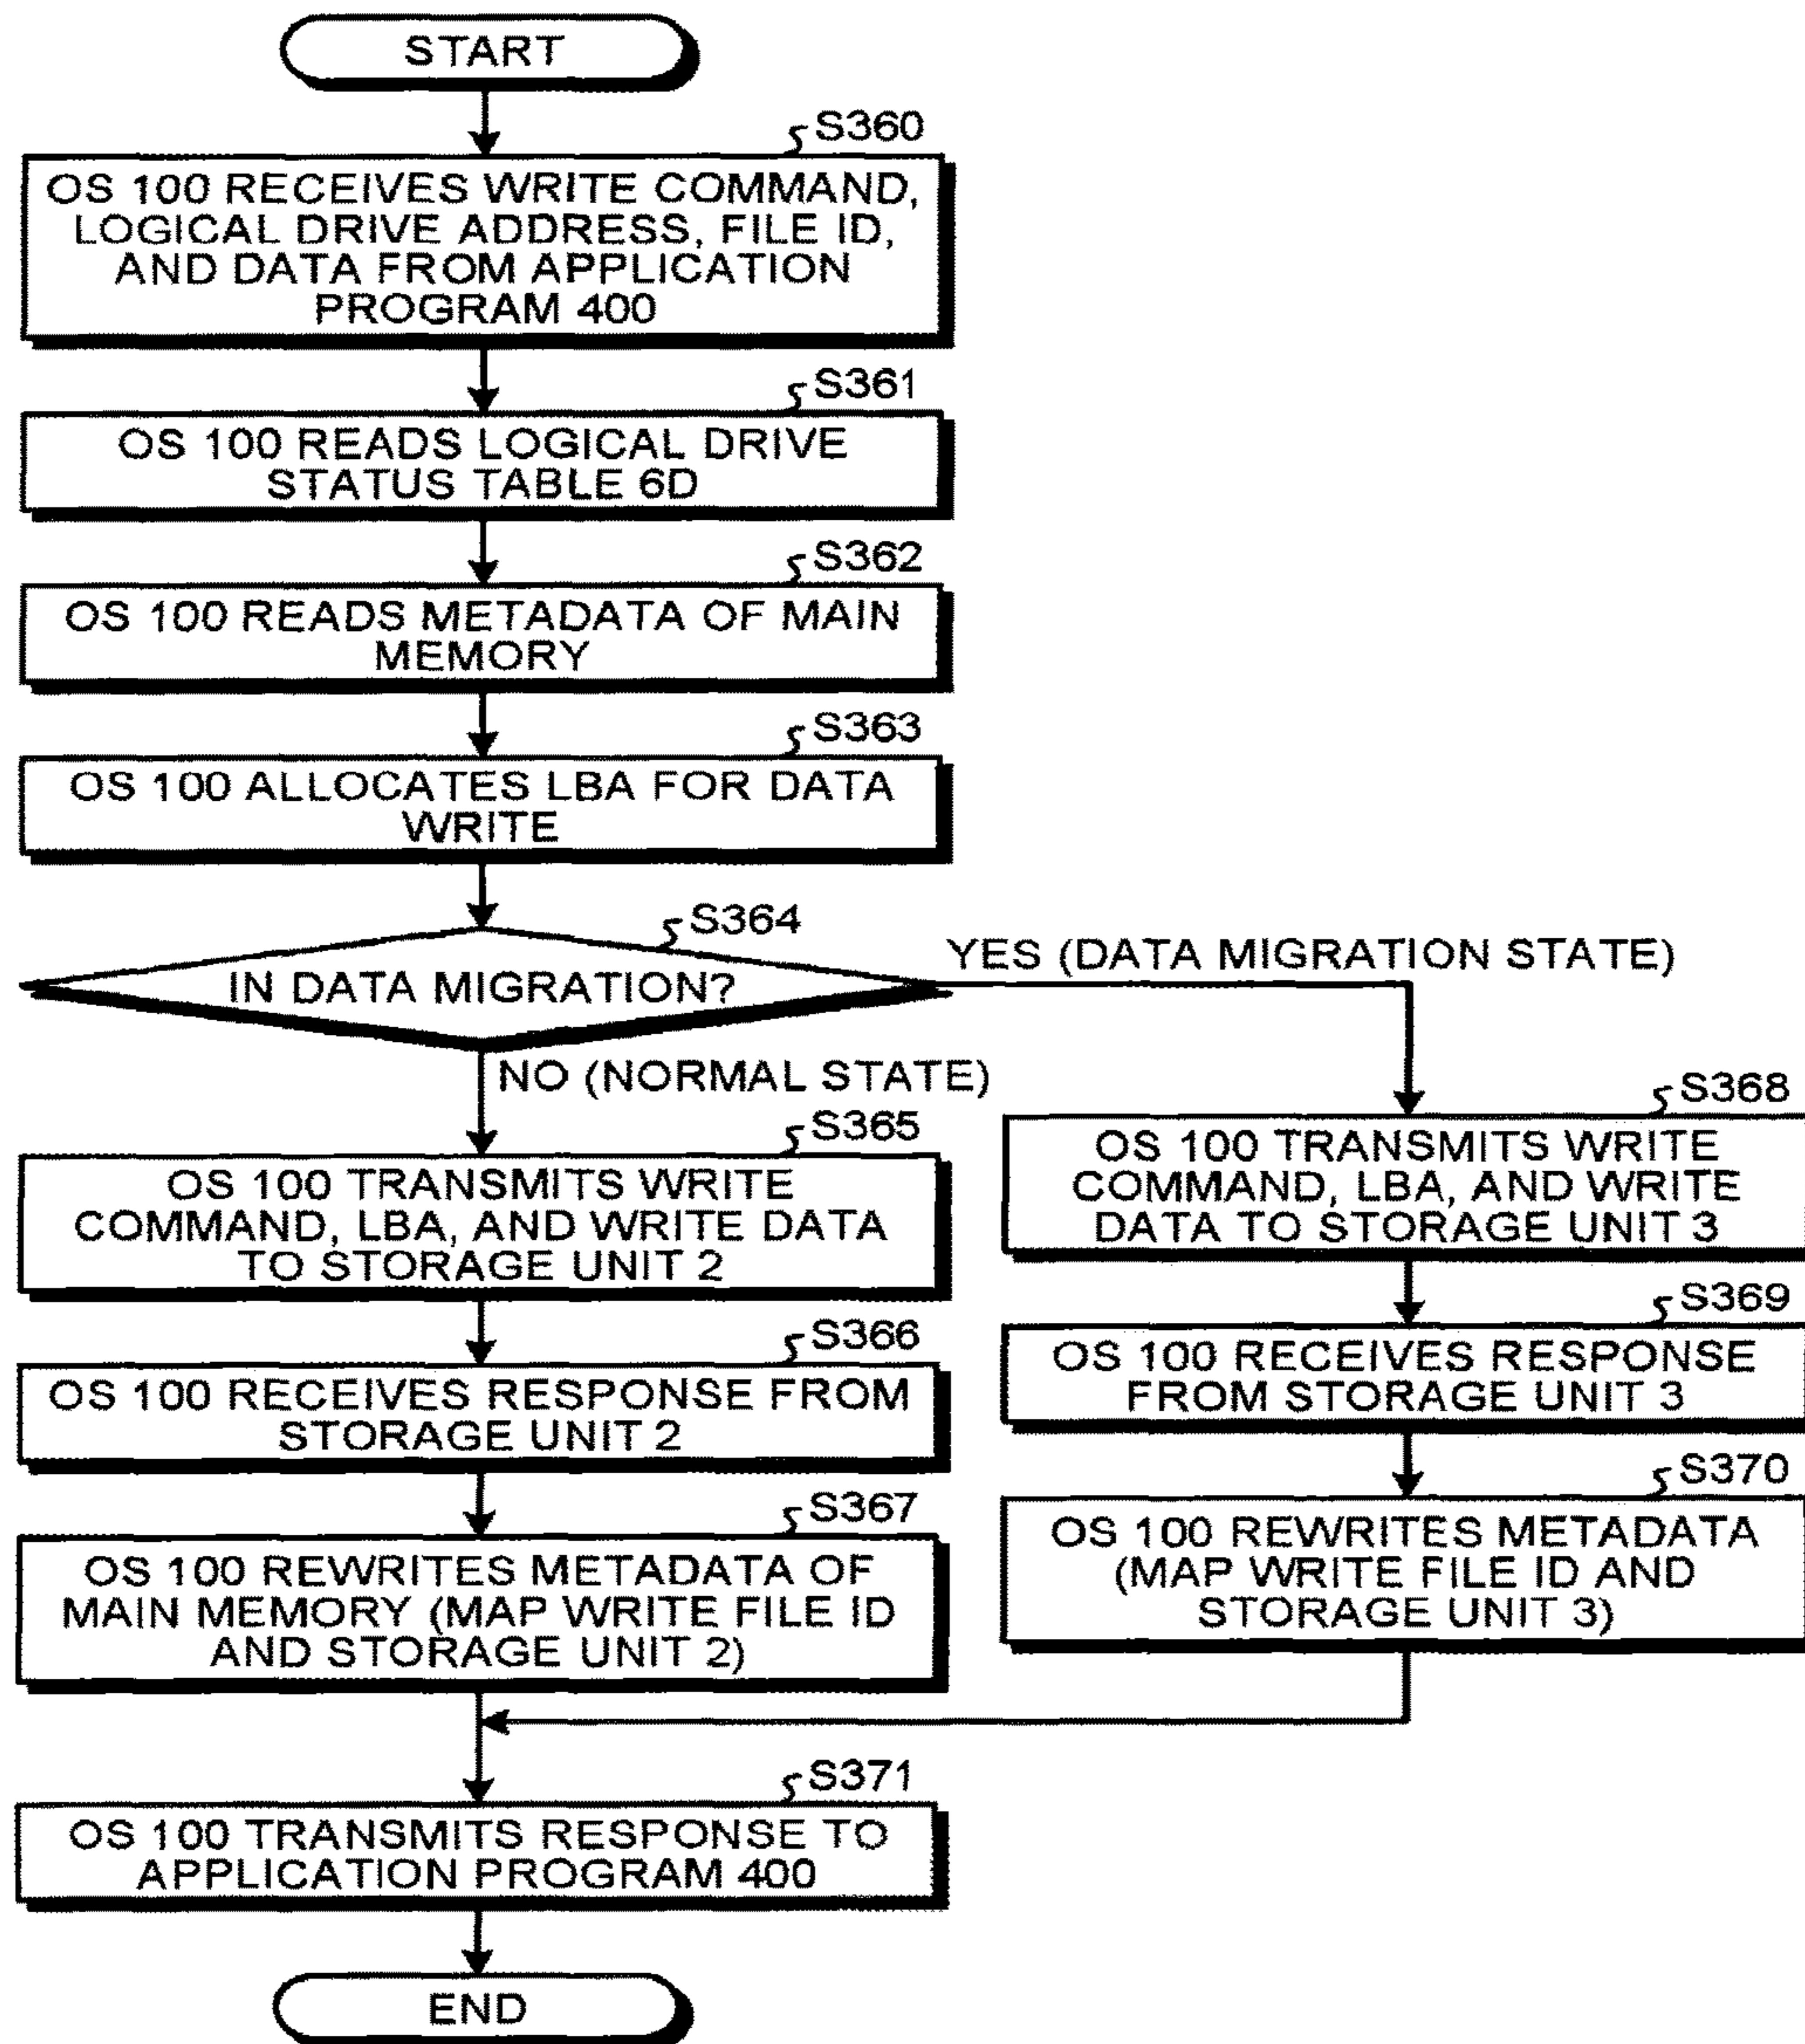 START
S360
OS 100 RECEIVES WRITE COMMAND,
LOGICAL DRIVE ADDRESS, FILE ID,
AND DATA FROM APPLICATION
PROGRAM 400
S361
OS 100 READS LOGICAL DRIVE
STATUS TABLE 6D
S362
OS 100 READS METADATA OF MAIN
MEMORY
S363
OS 100 ALLOCATES LBA FOR DATA
WRITE
S364
IN DATA MIGRATION?
YES (DATA MIGRATION STATE)
NO (NORMAL STATE)
S365
OS 100 TRANSMITS WRITE
COMMAND, LBA, AND WRITE DATA
TO STORAGE UNIT 2
S366
OS 100 RECEIVES RESPONSE FROM
STORAGE UNIT 2
S367
OS 100 REWRITES METADATA OF
MAIN MEMORY (MAP WRITE FILE ID
AND STORAGE UNIT 2)
S368
OS 100 TRANSMITS WRITE
COMMAND, LBA, AND WRITE
DATA TO STORAGE UNIT 3
S369
OS 100 RECEIVES RESPONSE
FROM STORAGE UNIT 3
S370
OS 100 REWRITES METADATA
(MAP WRITE FILE ID AND
STORAGE UNIT 3)
S371
OS 100 TRANSMITS RESPONSE TO
APPLICATION PROGRAM 400
END